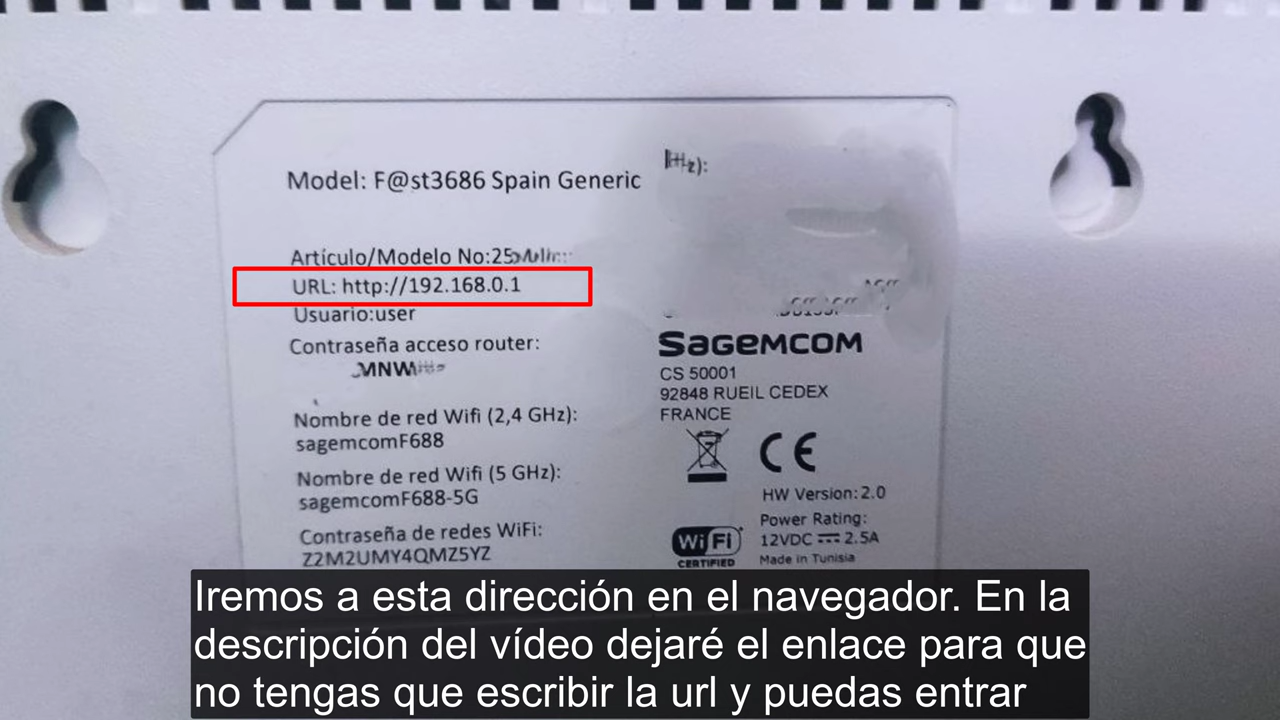 Model: F@st3686 Spain Generic
Artículo/Modelo No:25
URL: http://192.168.0.1
Usuario:user
Contraseña acceso router:
Nombre de red Wifi (2,4 GHz):
sagemcomF688
Nombre de red Wifi (5 GHz):
sagemcomF688-5G
Contraseña de redes WiFi:
Z2M2UMY4QMZ5YZ
SAGEMCOM
CS 50001
92848 RUEIL CEDEX
FRANCE
CE
HW Version: 2.0
Power Rating:
12VDC 2.5A
Made in Tunisia
WiFi
CERTIFIED
Iremos a esta dirección en el navegador. En la
descripción del vídeo dejaré el enlace para que
no tengas que escribir la url y puedas entrar